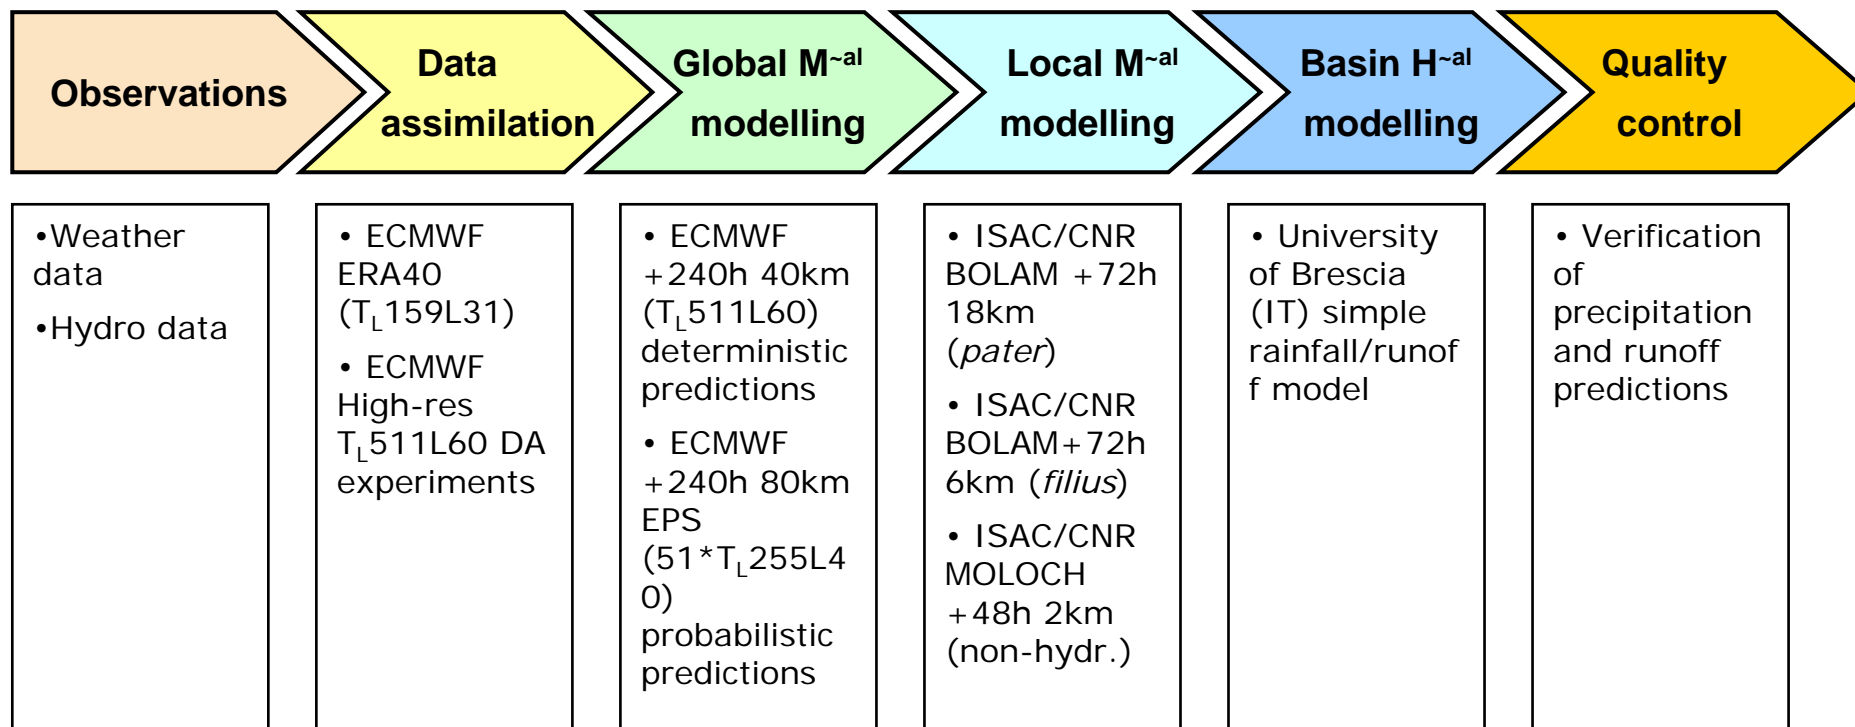 Observations
Data
assimilation
Global M~al
modelling
Local M~al
modelling
Basin H~al
modelling
Quality
control
•Weather
data
•Hydro data
• ECMWF
ERA40
(TL159L31)
• ECMWF
High-res
TL511L60 DA
experiments
• ECMWF
+240h 40km
(TL511L60)
deterministic
predictions
• ECMWF
+240h 80km
EPS
(51*TL255L4
0)
probabilistic
predictions
• ISAC/CNR
BOLAM +72h
18km
(pater)
• ISAC/CNR
BOLAM+72h
6km (filius)
• ISAC/CNR
MOLOCH
+48h 2km
(non-hydr.)
• University
of Brescia
(IT) simple
rainfall/runof
f model
• Verification
of
precipitation
and runoff
predictions